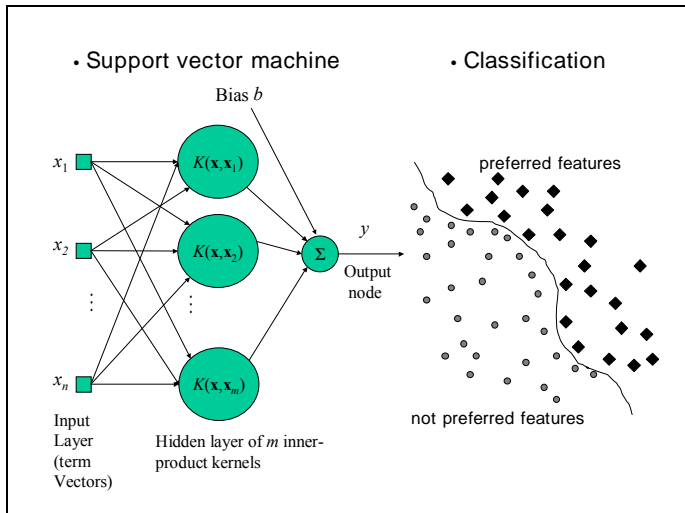 • Support vector machine
Bias b
x1
x2
⋮
xn
K(x,x1)
K(x,x2)
⋮
K(x,xm)
Σ
y
Output
node
Input
Layer
(term
Vectors)
Hidden layer of m inner-
product kernels
• Classification
preferred features
not preferred features